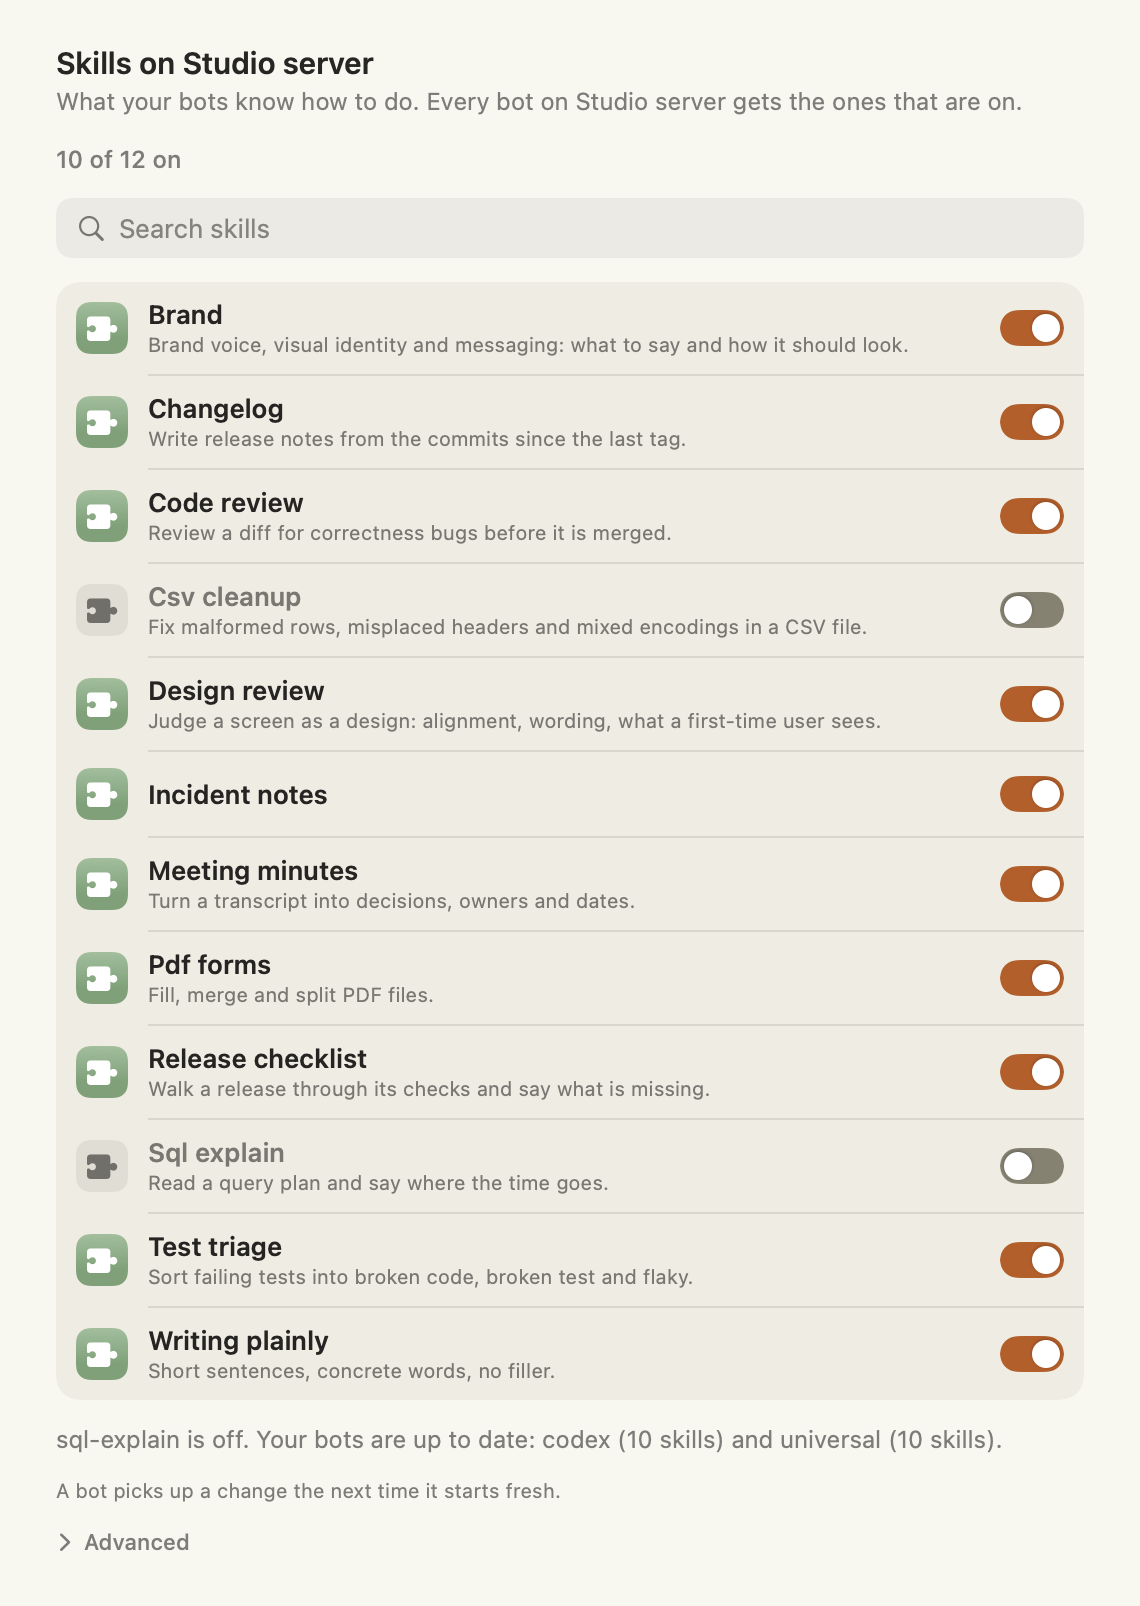 Skills on Studio server
What your bots know how to do. Every bot on Studio server gets the ones that are on.
10 of 12 on
Search skills
Brand
Brand voice, visual identity and messaging: what to say and how it should look.
Changelog
Write release notes from the commits since the last tag.
Code review
Review a diff for correctness bugs before it is merged.
Csv cleanup
Fix malformed rows, misplaced headers and mixed encodings in a CSV file.
Design review
Judge a screen as a design: alignment, wording, what a first-time user sees.
Incident notes
Meeting minutes
Turn a transcript into decisions, owners and dates.
Pdf forms
Fill, merge and split PDF files.
Release checklist
Walk a release through its checks and say what is missing.
Sql explain
Read a query plan and say where the time goes.
Test triage
Sort failing tests into broken code, broken test and flaky.
Writing plainly
Short sentences, concrete words, no filler.
sql-explain is off. Your bots are up to date: codex (10 skills) and universal (10 skills).
A bot picks up a change the next time it starts fresh.
Advanced